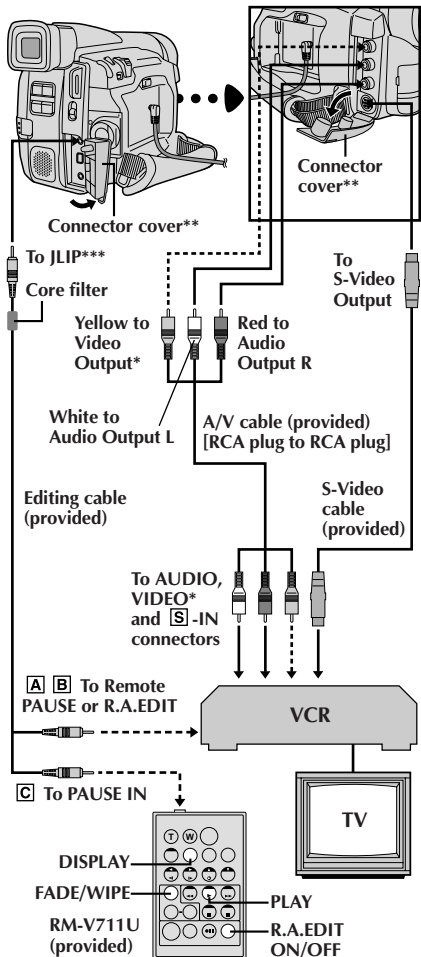 Connector
cover**
Connector cover**
To JLIP***
Core filter
To
S-Video
Output
Yellow to
Video
Output*
Red to
Audio
Output R
White to
Audio Output L
A/V cable (provided)
[RCA plug to RCA plug]
Editing cable
(provided)
S-Video
cable
(provided)
To AUDIO,
VIDEO*
and S -IN
connectors
A B To Remote
PAUSE or R.A.EDIT
VCR
C To PAUSE IN
TV
T W
DISPLAY
FADE/WIPE
PLAY
RM-V711U
(provided)
R.A.EDIT
ON/OFF